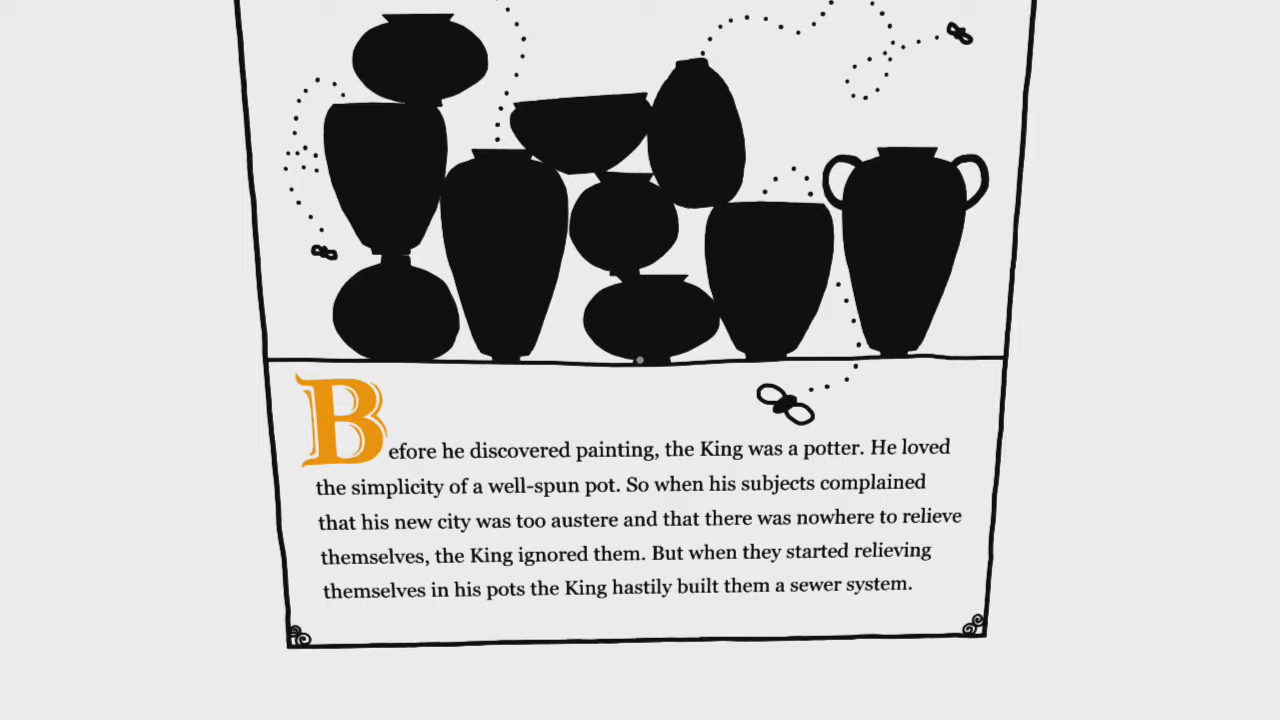 Before he discovered painting, the King was a potter. He loved
the simplicity of a well-spun pot. So when his subjects complained
that his new city was too austere and that there was nowhere to relieve
themselves, the King ignored them. But when they started relieving
themselves in his pots the King hastily built them a sewer system.